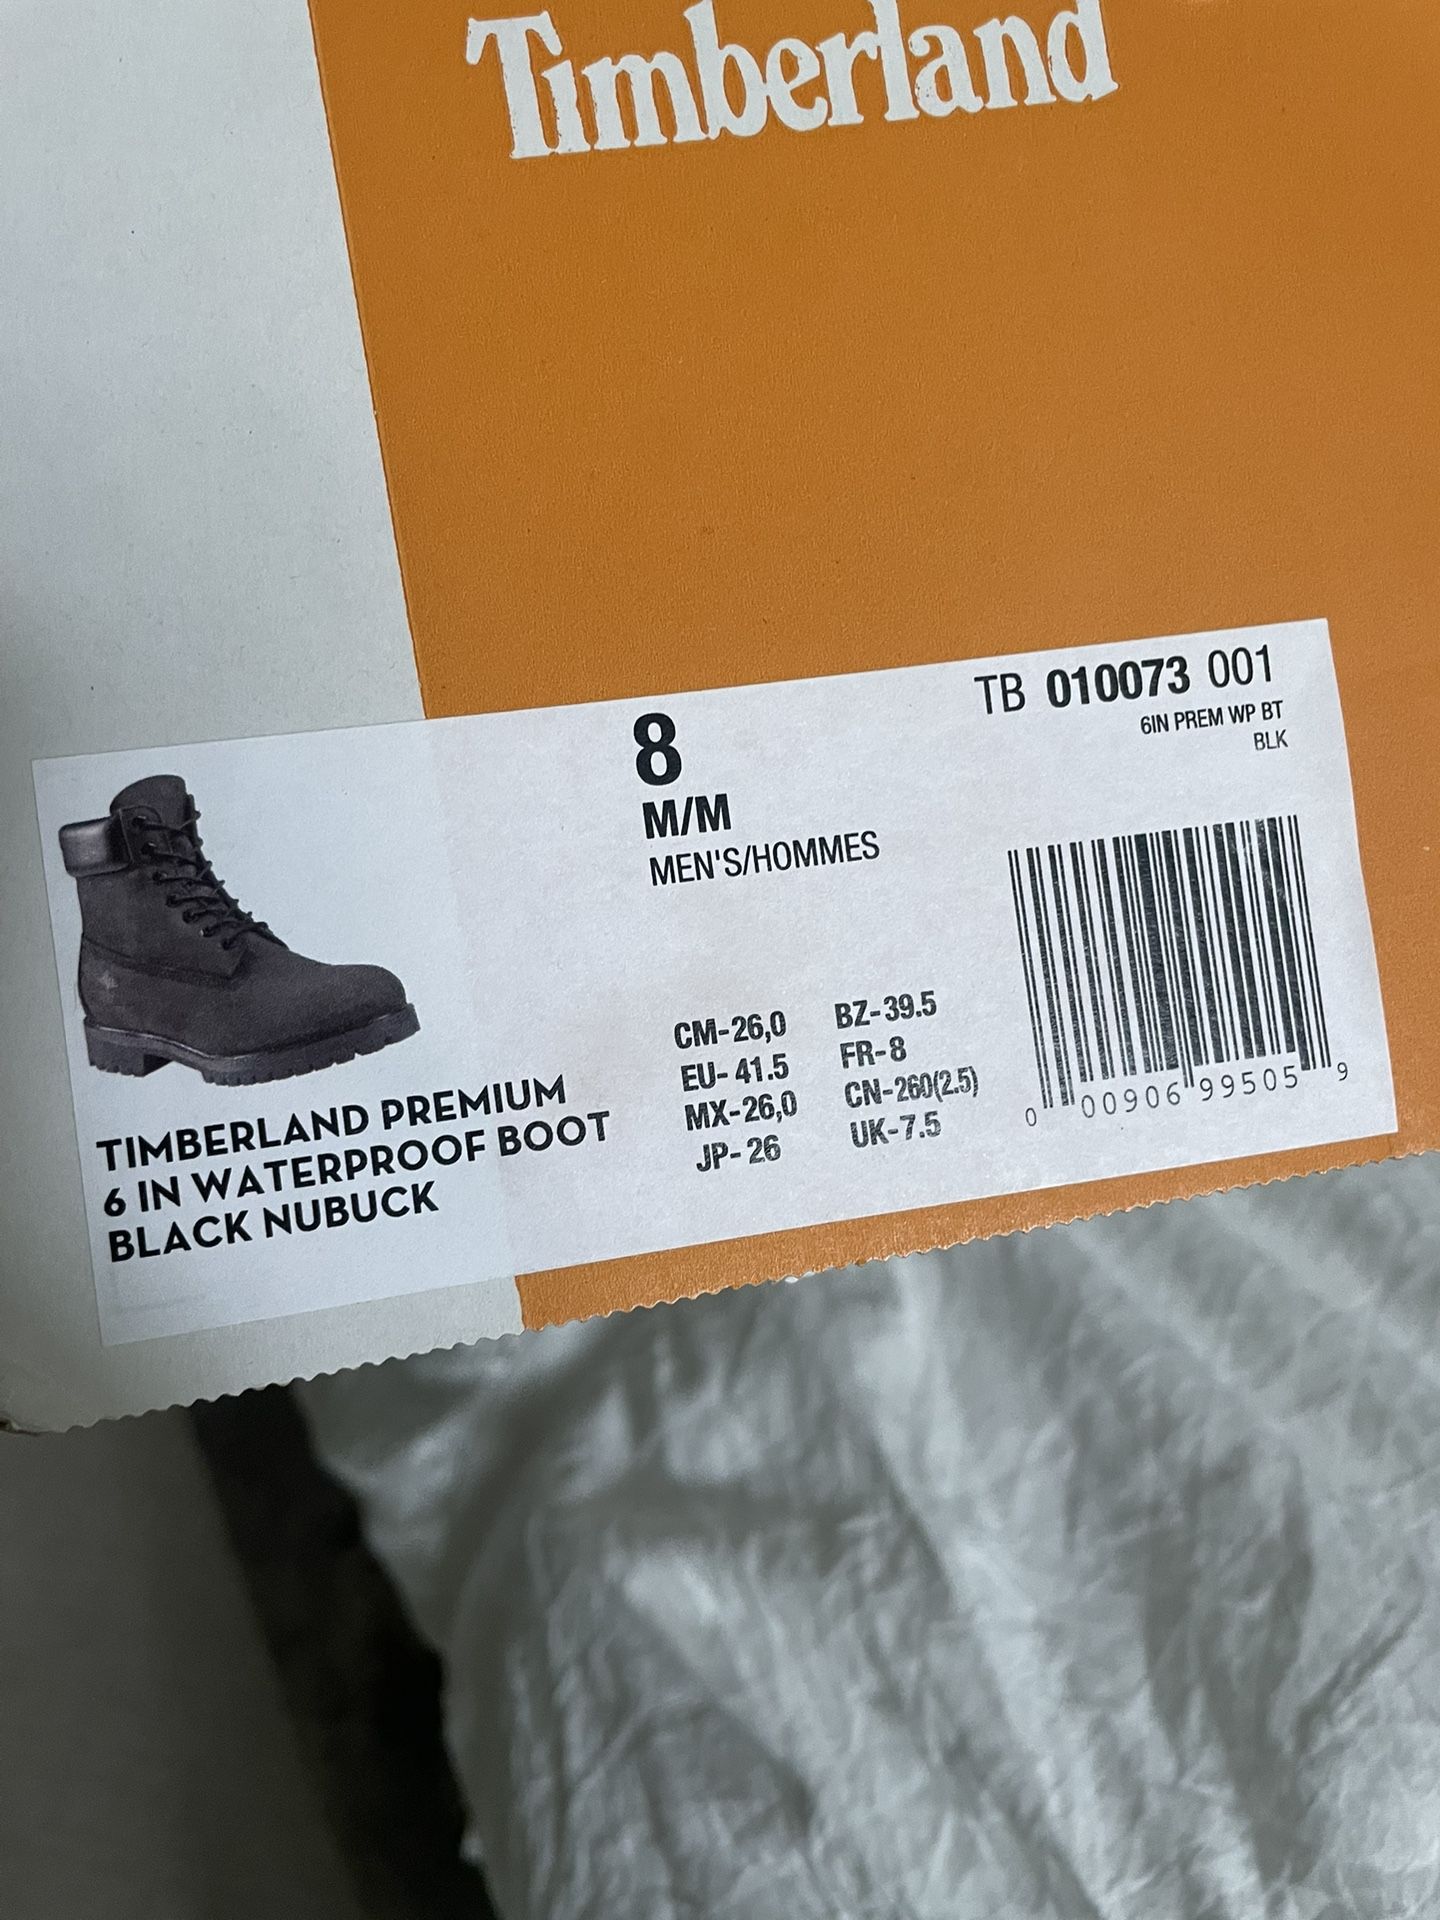 Timberland
TB 010073 001
6IN PREM WP BT
BLK
8
M/M
MEN'S/HOMMES
CM-26,0 BZ-39.5
EU- 41.5 FR-8
MX-26,0 CN-260(2.5)
JP- 26 UK-7.5
0 00906 99505 9
TIMBERLAND PREMIUM
6 IN WATERPROOF BOOT
BLACK NUBUCK